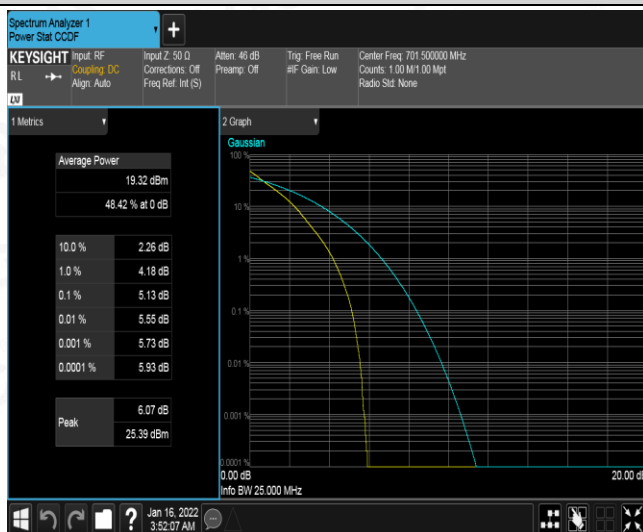 Spectrum Analyzer 1
Power Stat CCDF
+
KEYSIGHT
RL
LXI
Input: RF
Coupling: DC
Align: Auto
Input Z: 50 Ω
Corrections: Off
Freq Ref: Int (S)
Atten: 46 dB
Preamp: Off
Trig: Free Run
#IF Gain: Low
Center Freq: 701.500000 MHz
Counts: 1.00 M/1.00 Mpt
Radio Std: None
1 Metrics
Average Power
19.32 dBm
48.42 % at 0 dB
10.0 % 2.26 dB
1.0 % 4.18 dB
0.1 % 5.13 dB
0.01 % 5.55 dB
0.001 % 5.73 dB
0.0001 % 5.93 dB
Peak
6.07 dB
25.39 dBm
2 Graph
Gaussian
100 %
10 %
1 %
0.1 %
0.01 %
0.001 %
0.0001 %
0.00 dB 20.00 dB
Info BW 25.000 MHz
?
Jan 16, 2022
3:52:07 AM